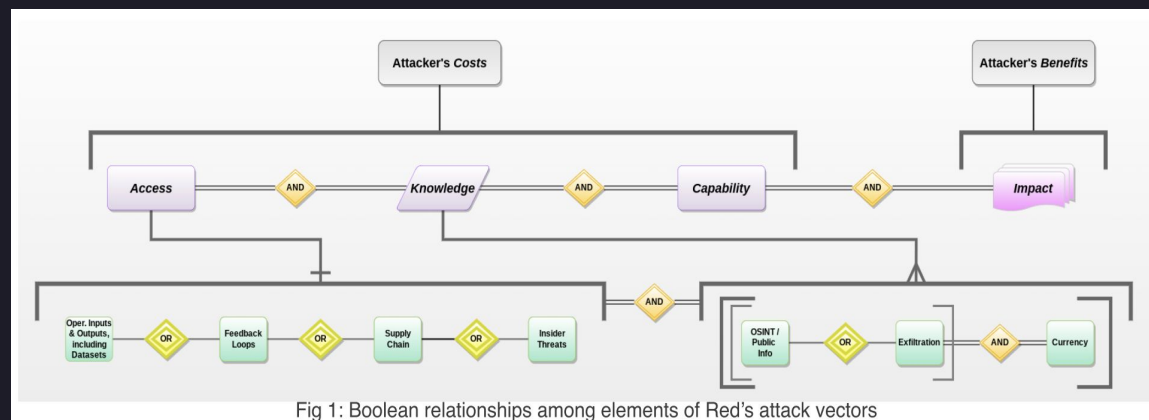 Attacker's Costs
Attacker's Benefits
Access
AND
Knowledge
AND
Capability
AND
Impact
AND
Oper. Inputs
& Outputs,
including
Datasets
OR
Feedback
Loops
OR
Supply
Chain
OR
Insider
Threats
OSINT /
Public
Info
OR
Exfiltration
AND
Currency
Fig 1: Boolean relationships among elements of Red's attack vectors